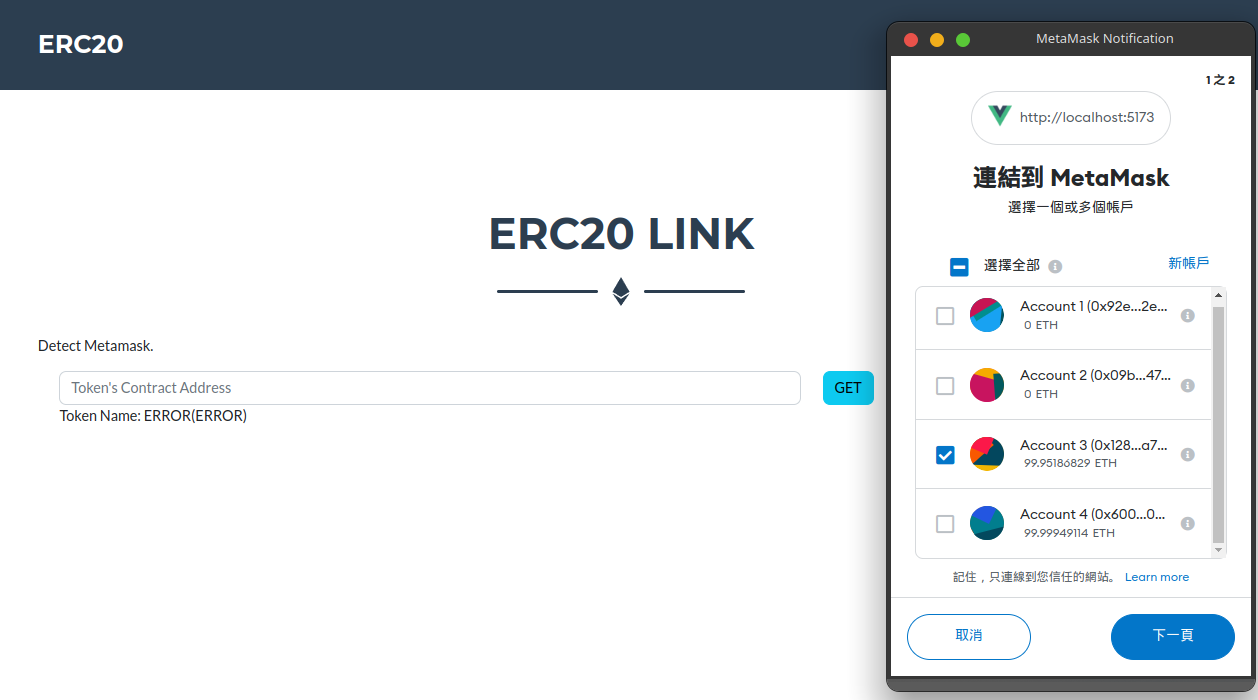 ERC20
ERC20 LINK
Detect Metamask.
Token's Contract Address
GET
Token Name: ERROR(ERROR)
MetaMask Notification
1 之 2
http://localhost:5173
連結到 MetaMask
選擇一個或多個帳戶
選擇全部
新帳戶
Account 1 (0x92e...2e...
0 ETH
Account 2 (0x09b...47...
0 ETH
Account 3 (0x128...a7...
99.95186829 ETH
Account 4 (0x600...0...
99.99949114 ETH
記住，只連線到您信任的網站。 Learn more
取消
下一頁